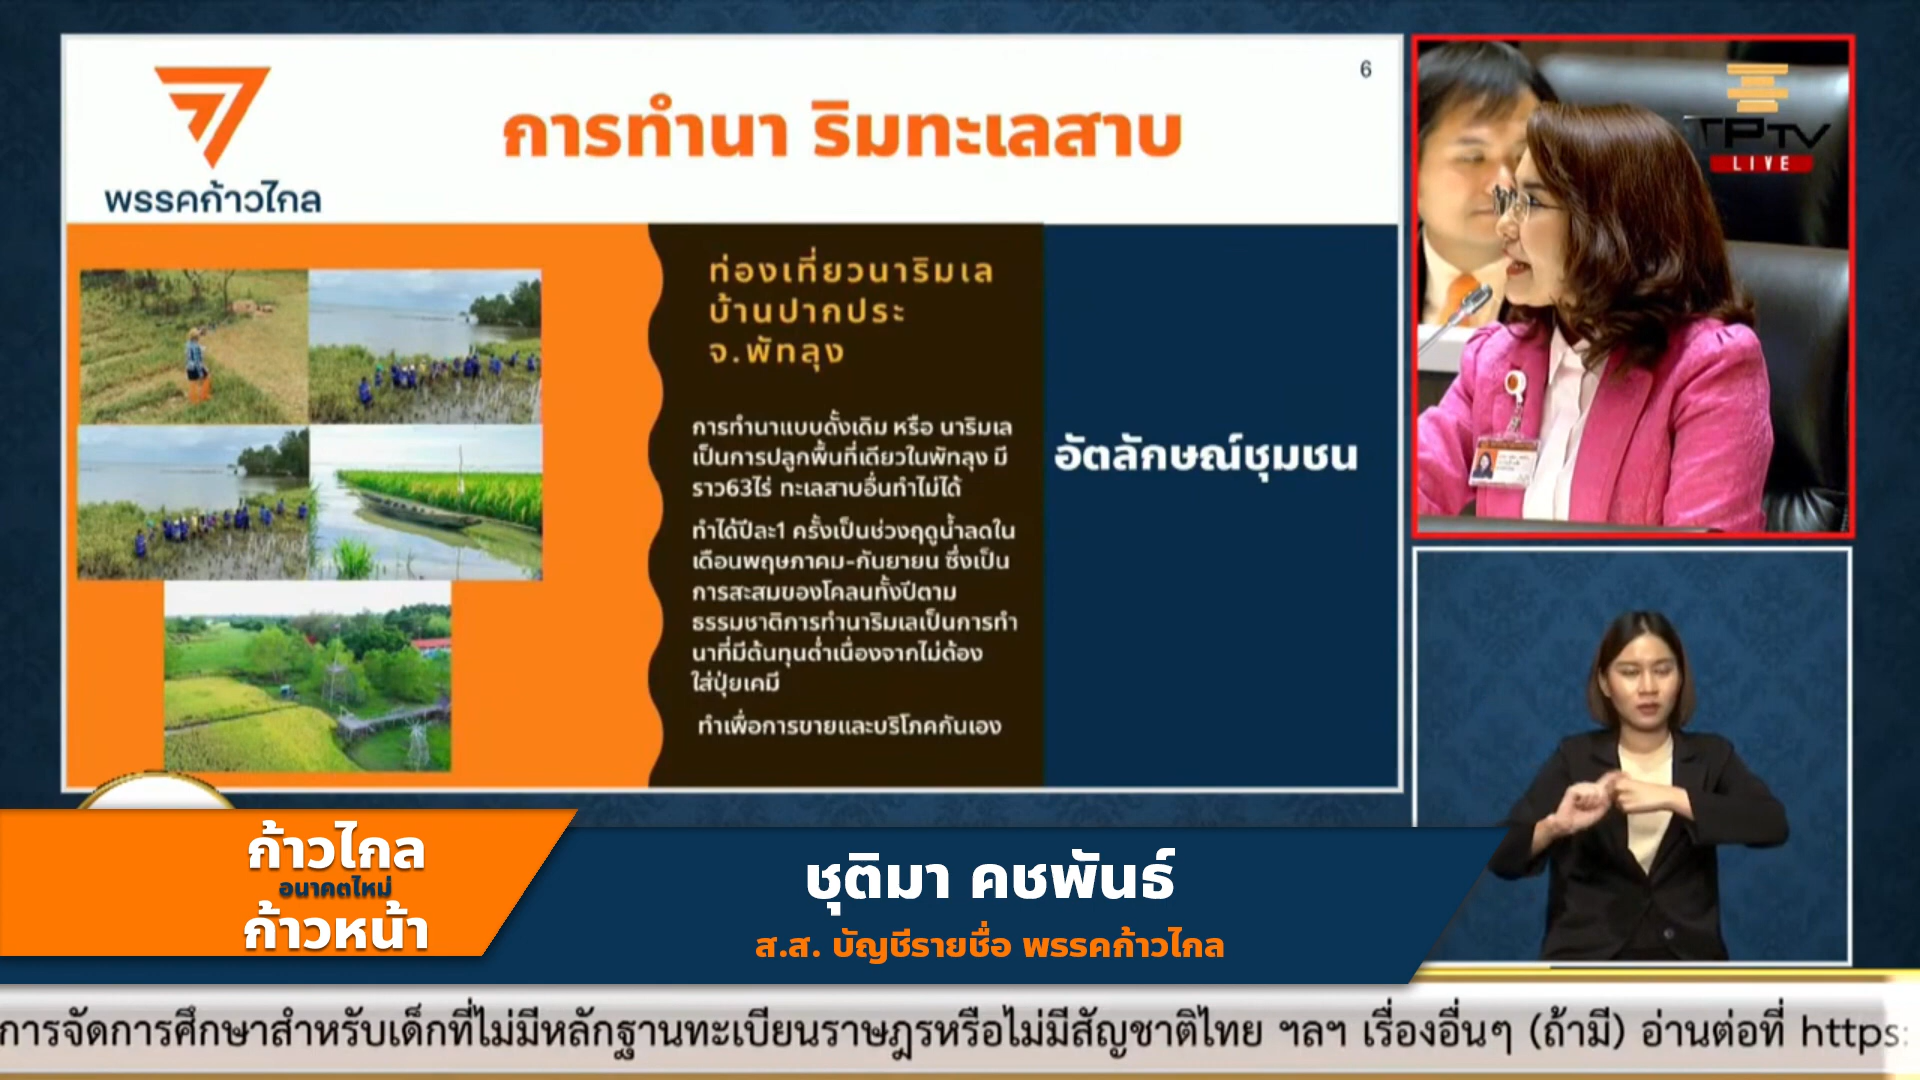 6
พรรคก้าวไกล
การทำนา ริมทะเลสาบ
ท่องเที่ยวนาริมเล
บ้านปากประ
จ.พัทลุง
การทำนาแบบดั้งเดิม หรือ นาริมเล
เป็นการปลูกพื้นที่เดียวในพัทลุง มี
ราว63ไร่ ทะเลสาบอื่นทำไม่ได้
ทำได้ปีละ1 ครั้งเป็นช่วงฤดูน้ำลดใน
เดือนพฤษภาคม-กันยายน ซึ่งเป็น
การสะสมของโคลนทั้งปีตาม
ธรรมชาติการทำนาริมเลเป็นการทำ
นาที่มีต้นทุนต่ำเนื่องจากไม่ต้อง
ใส่ปุ๋ยเคมี
ทำเพื่อการขายและบริโภคกันเอง
อัตลักษณ์ชุมชน
TPTV
LIVE
ก้าวไกล
อนาคตใหม่
ก้าวหน้า
ชุติมา คชพันธ์
ส.ส. บัญชีรายชื่อ พรรคก้าวไกล
การจัดการศึกษาสำหรับเด็กที่ไม่มีหลักฐานทะเบียนราษฎรหรือไม่มีสัญชาติไทย ฯลฯ เรื่องอื่นๆ (ถ้ามี) อ่านต่อที่ https: